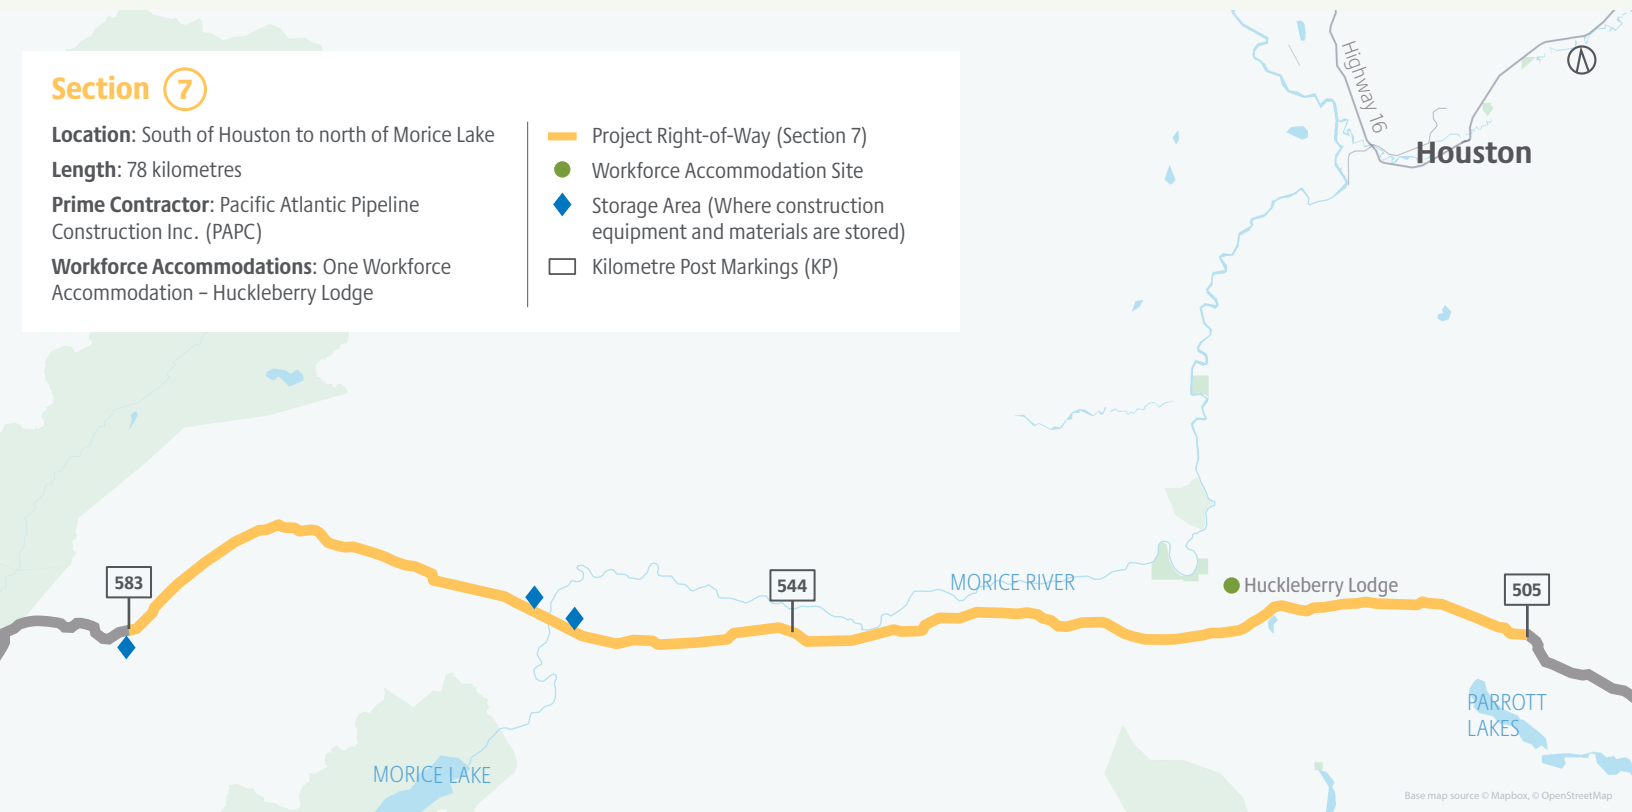 Section 7
Location: South of Houston to north of Morice Lake
Length: 78 kilometres
Prime Contractor: Pacific Atlantic Pipeline
Construction Inc. (PAPC)
Workforce Accommodations: One Workforce
Accommodation – Huckleberry Lodge
Project Right-of-Way (Section 7)
Workforce Accommodation Site
Storage Area (Where construction
equipment and materials are stored)
Kilometre Post Markings (KP)
Highway 16
Houston
583
544
MORICE RIVER
Huckleberry Lodge
505
PARROTT
LAKES
MORICE LAKE
Base map source © Mapbox, © OpenStreetMap